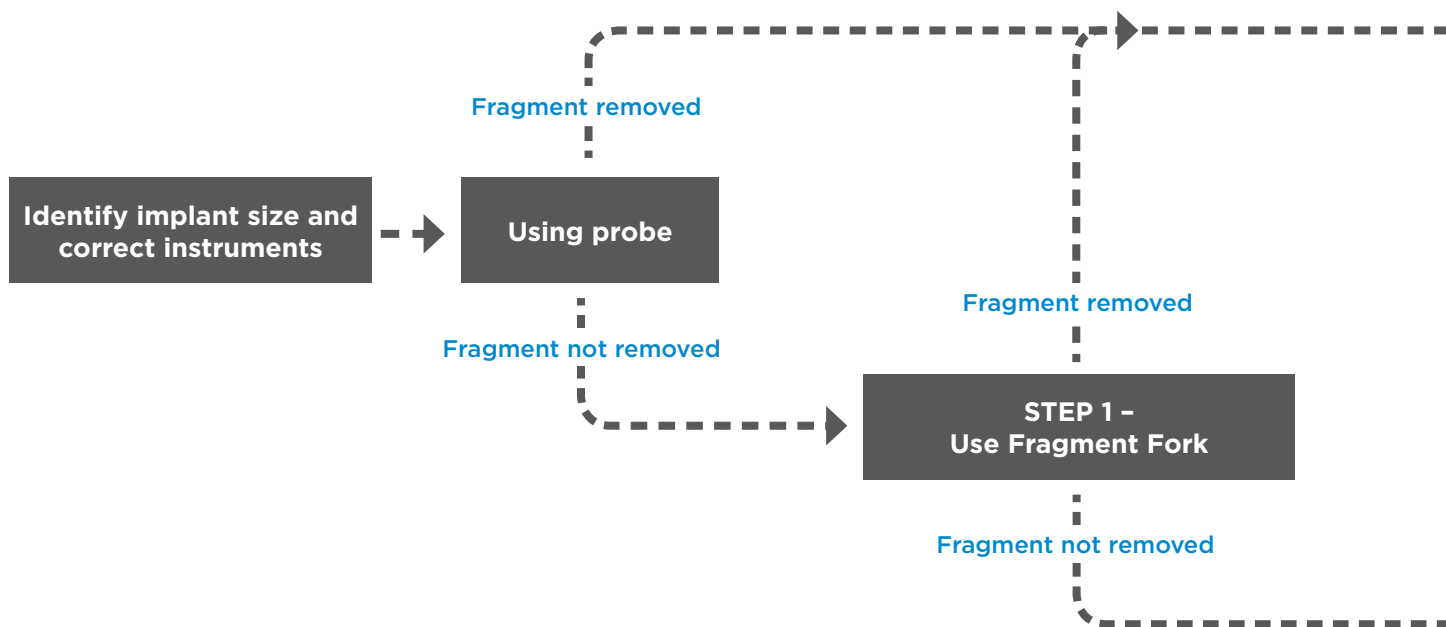 Fragment removed
Identify implant size and
correct instruments
Using probe
Fragment removed
Fragment not removed
STEP 1 –
Use Fragment Fork
Fragment not removed